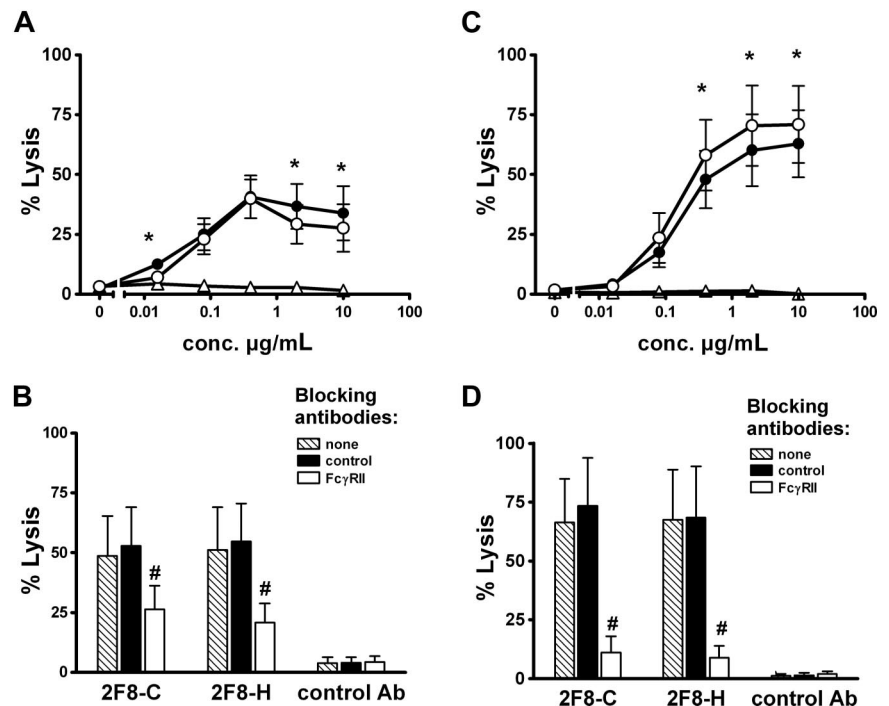 A
100
75
50
25
0
% Lysis
*
*
*
0
0.01
0.1
1
10
100
conc. µg/mL
C
100
75
50
25
0
% Lysis
*
*
*
0
0.01
0.1
1
10
100
conc. µg/mL
B
Blocking
antibodies:
none
control
FcγRII
100
75
50
25
0
% Lysis
#
#
2F8-C
2F8-H
control Ab
D
Blocking
antibodies:
none
control
FcγRII
100
75
50
25
0
% Lysis
#
#
2F8-C
2F8-H
control Ab